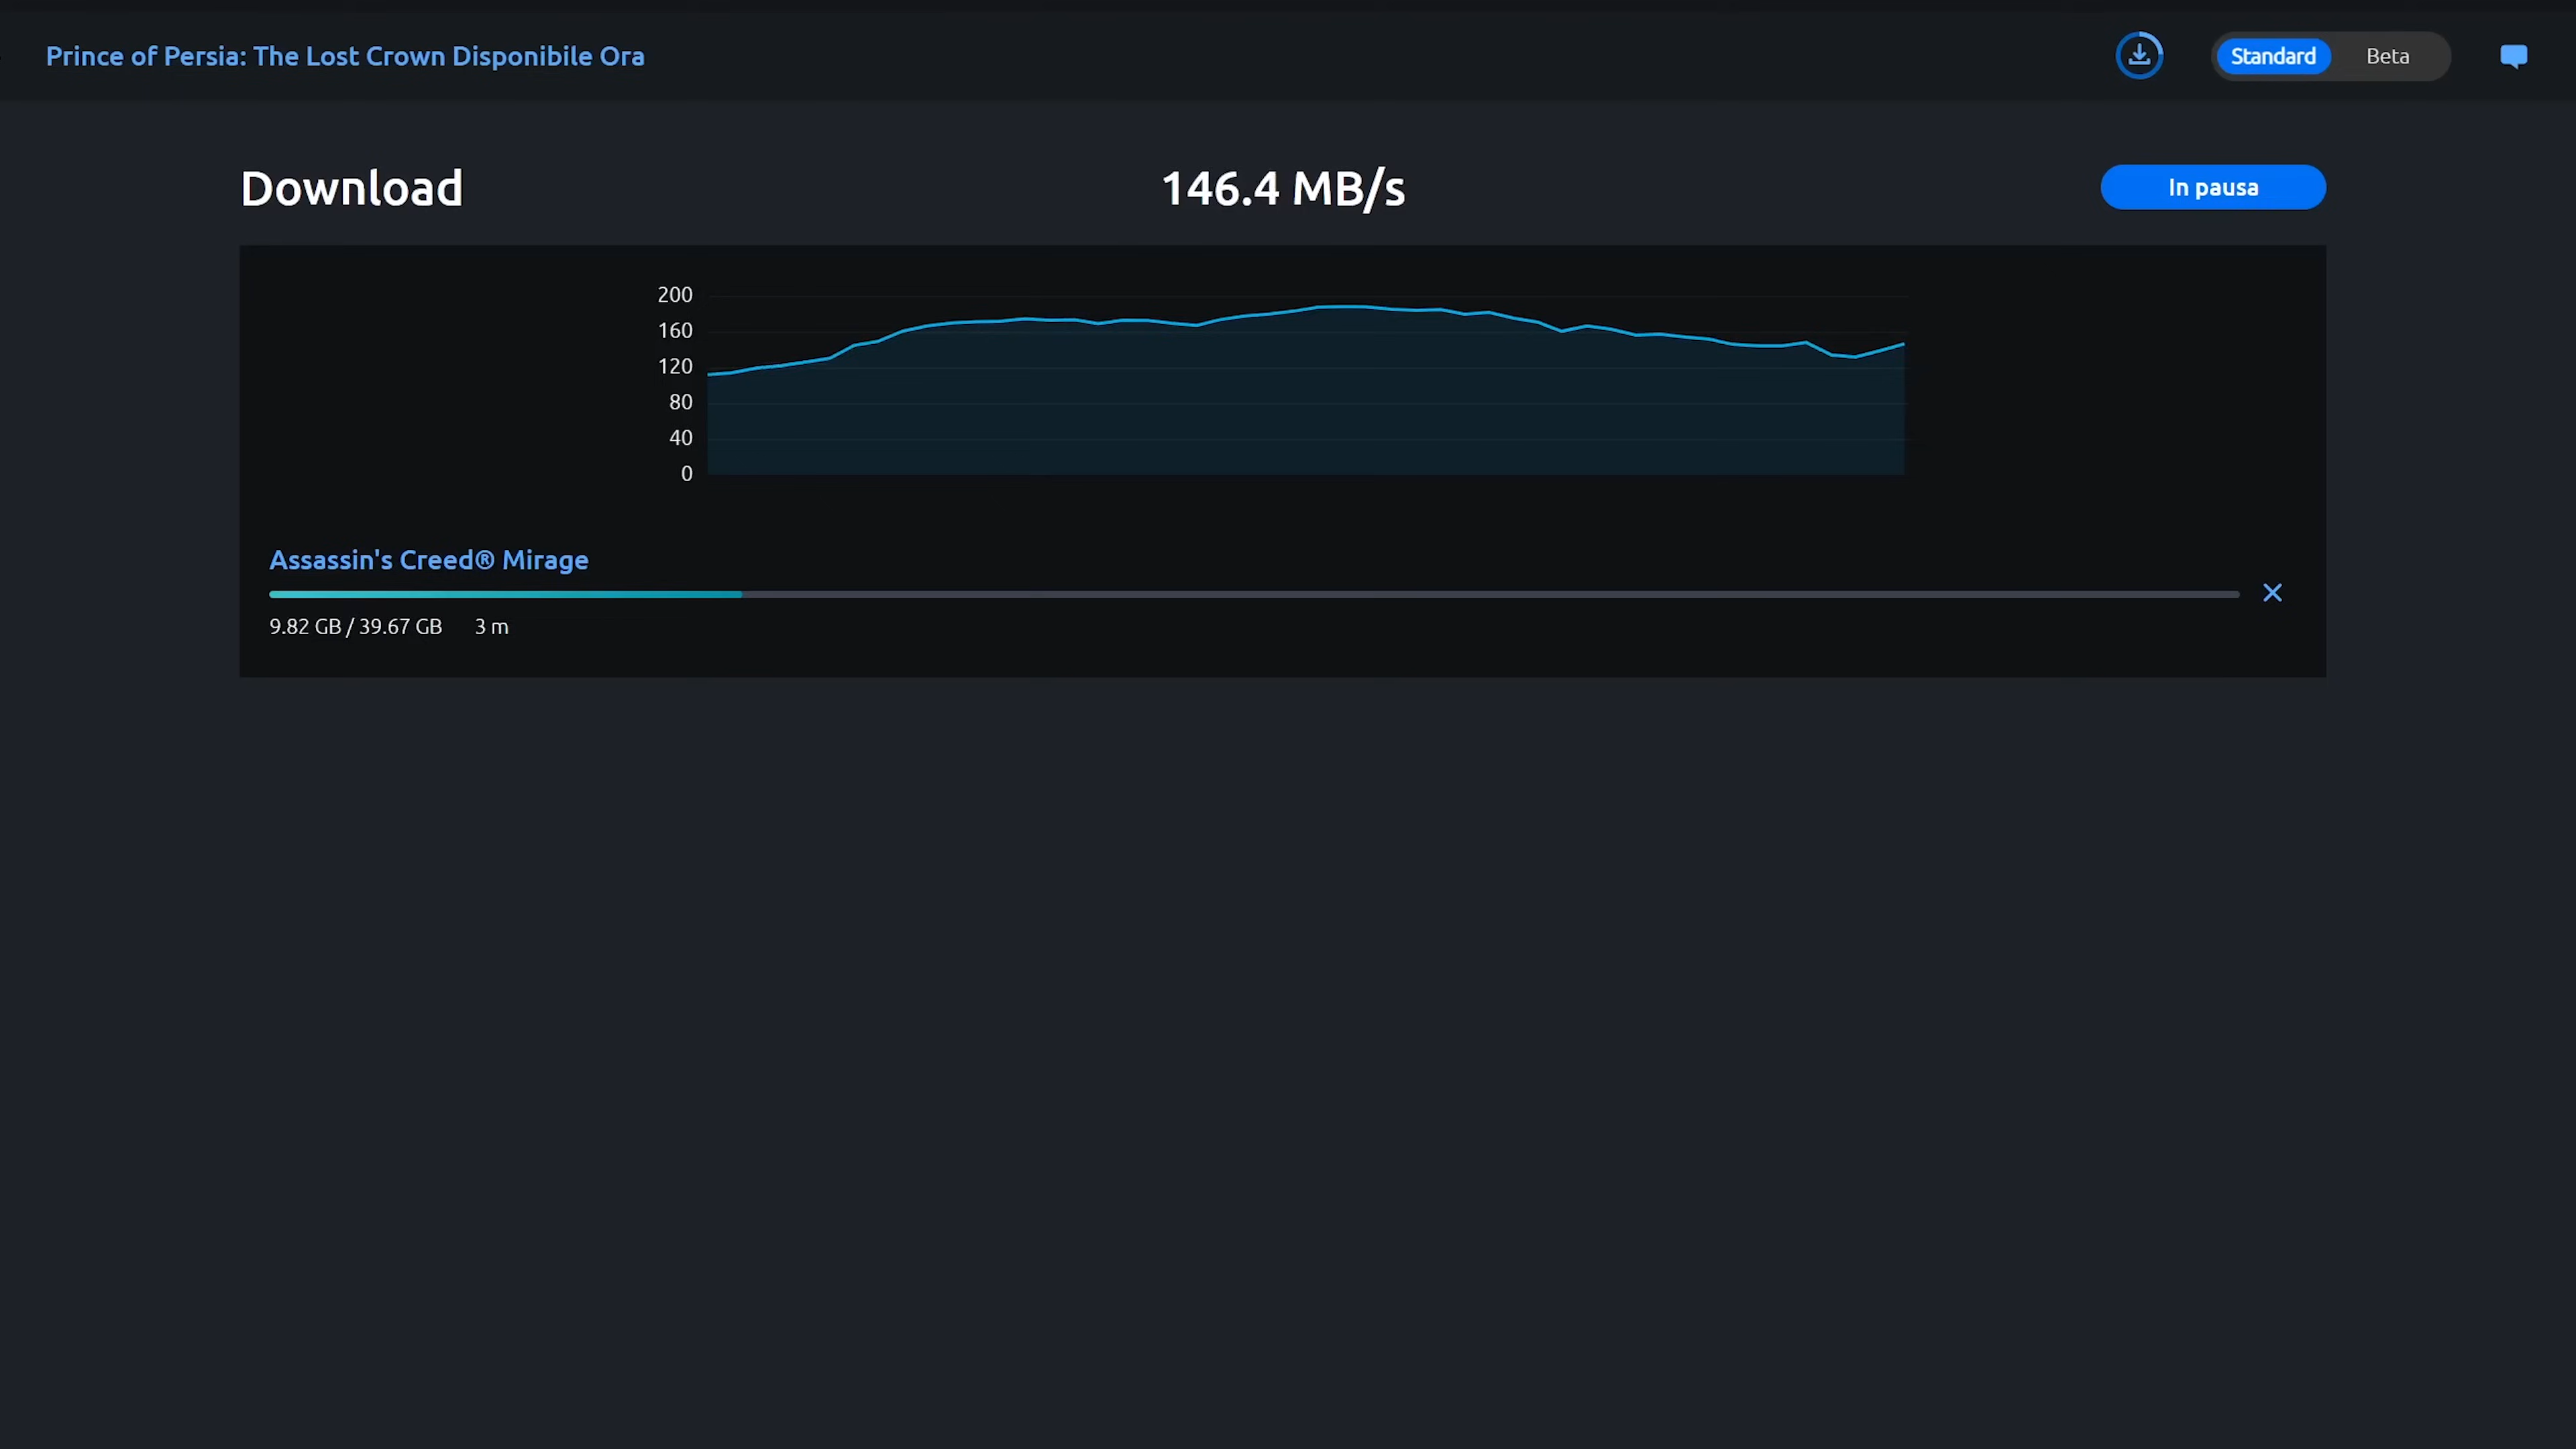 Prince of Persia: The Lost Crown Disponibile Ora
Standard
Beta
Download
146.4 MB/s
In pausa
200
160
120
80
40
0
Assassin's Creed® Mirage
9.82 GB / 39.67 GB
3 m